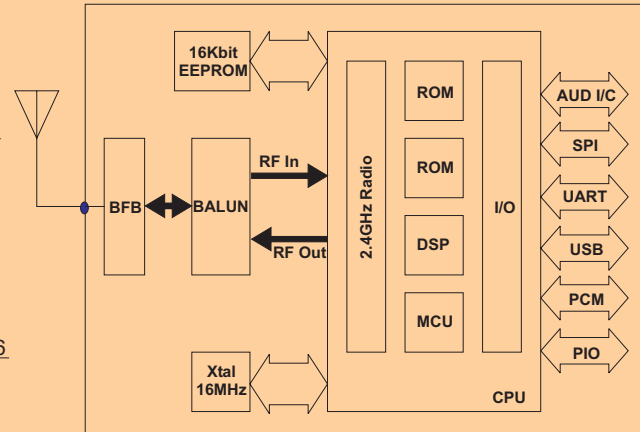 16Kbit
EEPROM
BFB
BALUN
RF In
RF Out
Xtal
16MHz
2.4GHz Radio
ROM
ROM
DSP
MCU
I/O
CPU
AUD I/C
SPI
UART
USB
PCM
PIO
6